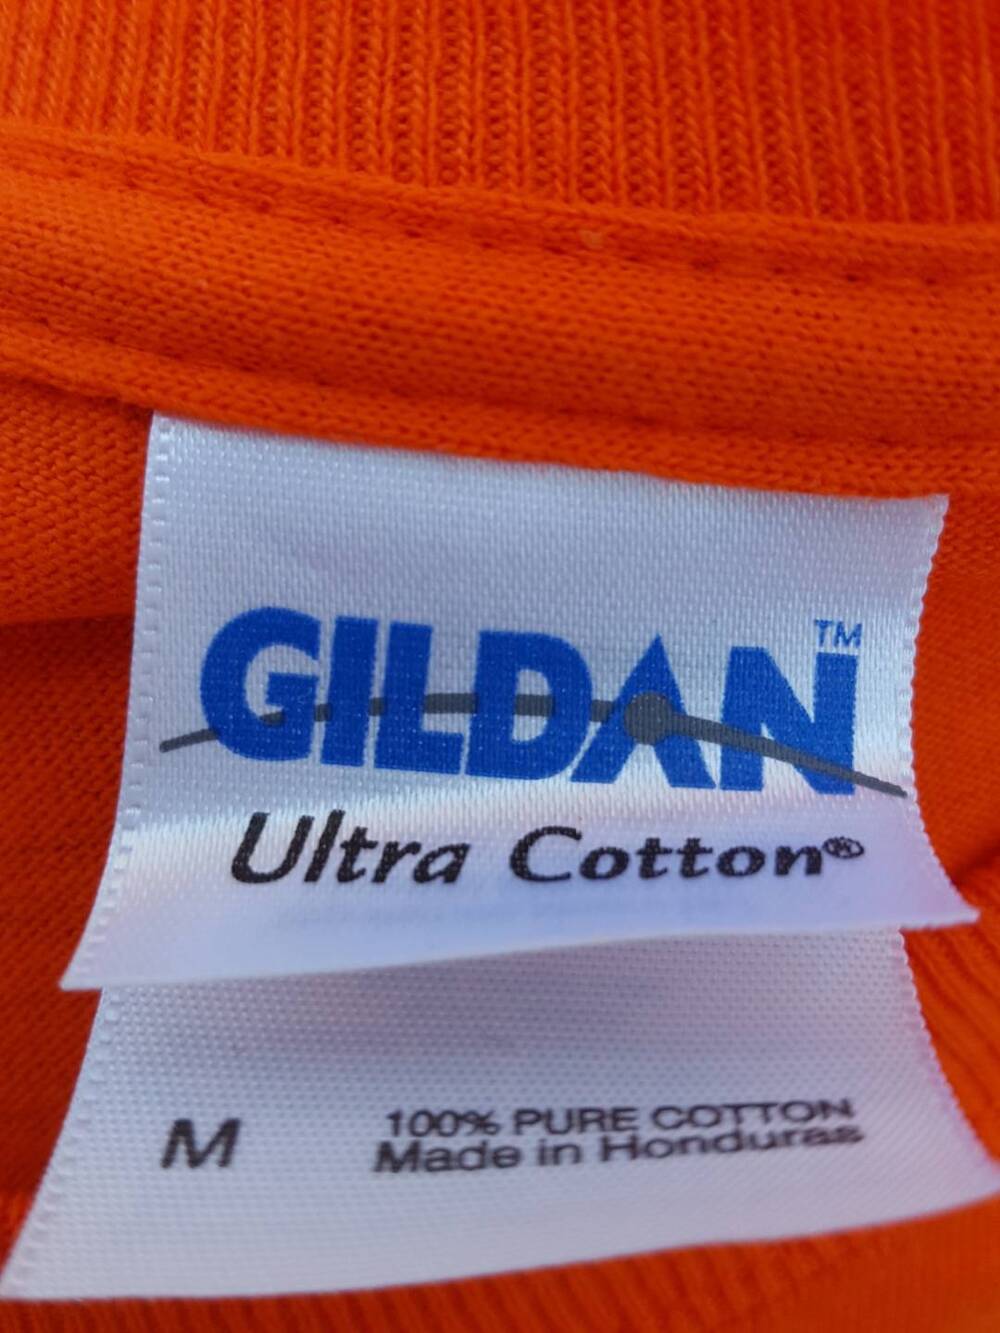 GILDAN™
Ultra Cotton®
M
100% PURE COTTON
Made in Honduras